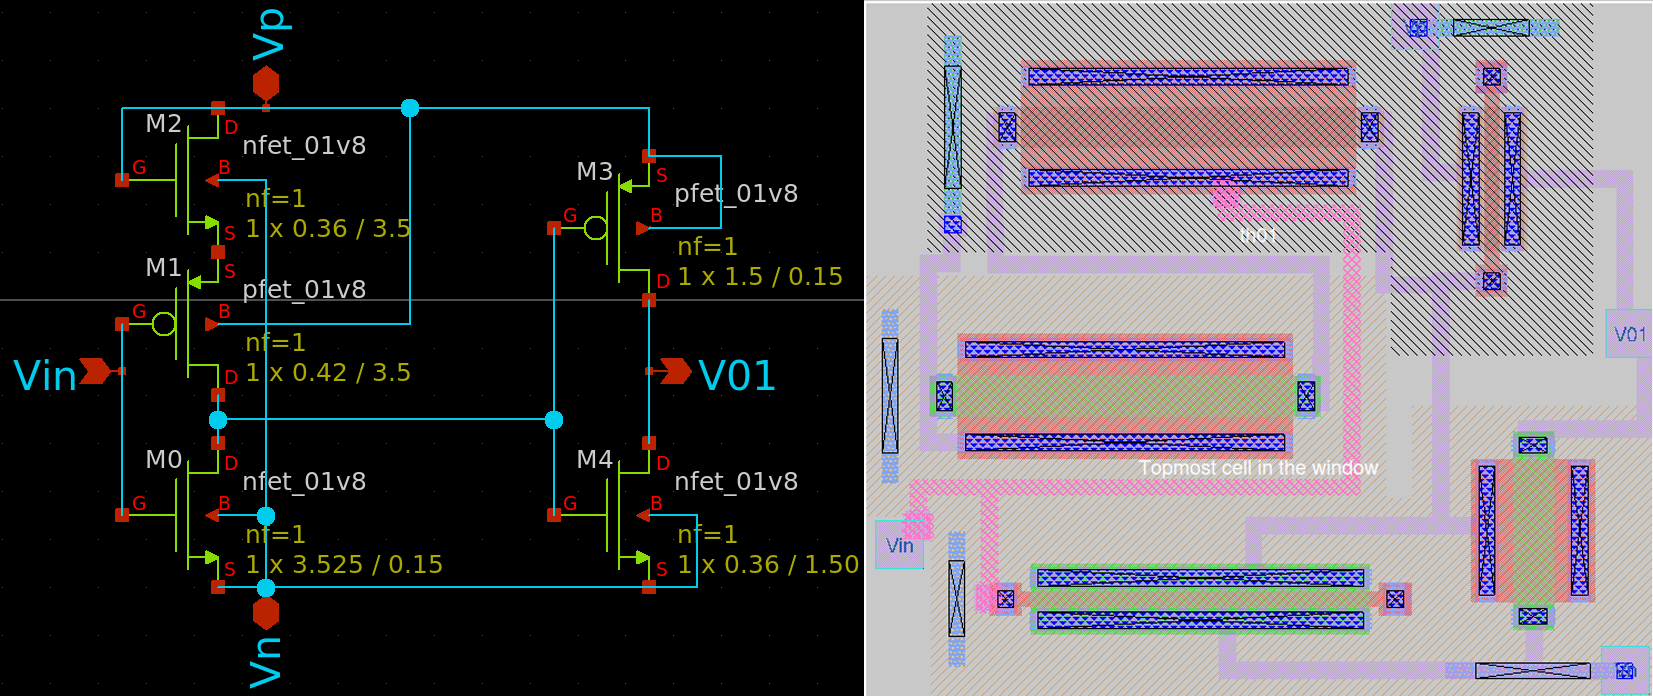 Vp
M2
D
nfet_01v8
G
B
nf=1
1 x 0.36 / 3.5
S
M1
S
pfet_01v8
G
B
nf=1
1 x 0.42 / 3.5
D
Vin
M0
D
nfet_01v8
G
B
nf=1
1 x 3.525 / 0.15
S
Vn
M3
S
pfet_01v8
G
B
nf=1
1 x 1.5 / 0.15
D
V01
M4
D
nfet_01v8
G
B
nf=1
1 x 0.36 / 1.50
S
th01
V01
Topmost cell in the window
Vin